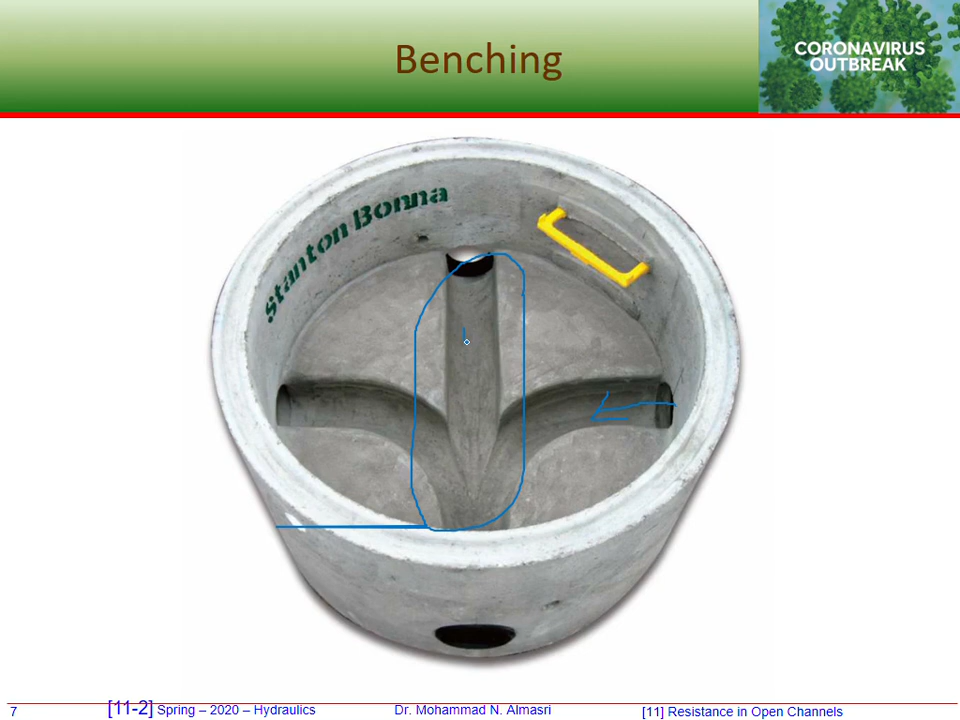 Benching
CORONAVIRUS
OUTBREAK
Stanton Bonna
7
[11-2] Spring – 2020 – Hydraulics
Dr. Mohammad N. Almasri
[11] Resistance in Open Channels